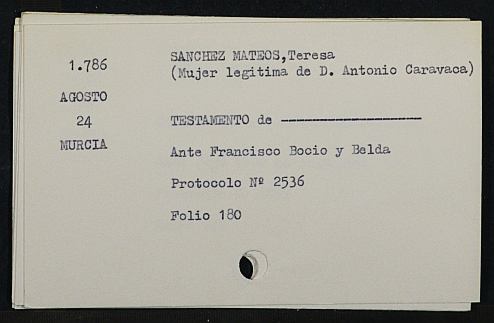 1.786
AGOSTO
24
MURCIA
SANCHEZ MATEOS,Teresa
(Mujer legitima de D. Antonio Caravaca)
TESTAMENTO de --------------------
Ante Francisco Bocio y Belda
Protocolo Nº 2536
Folio 180